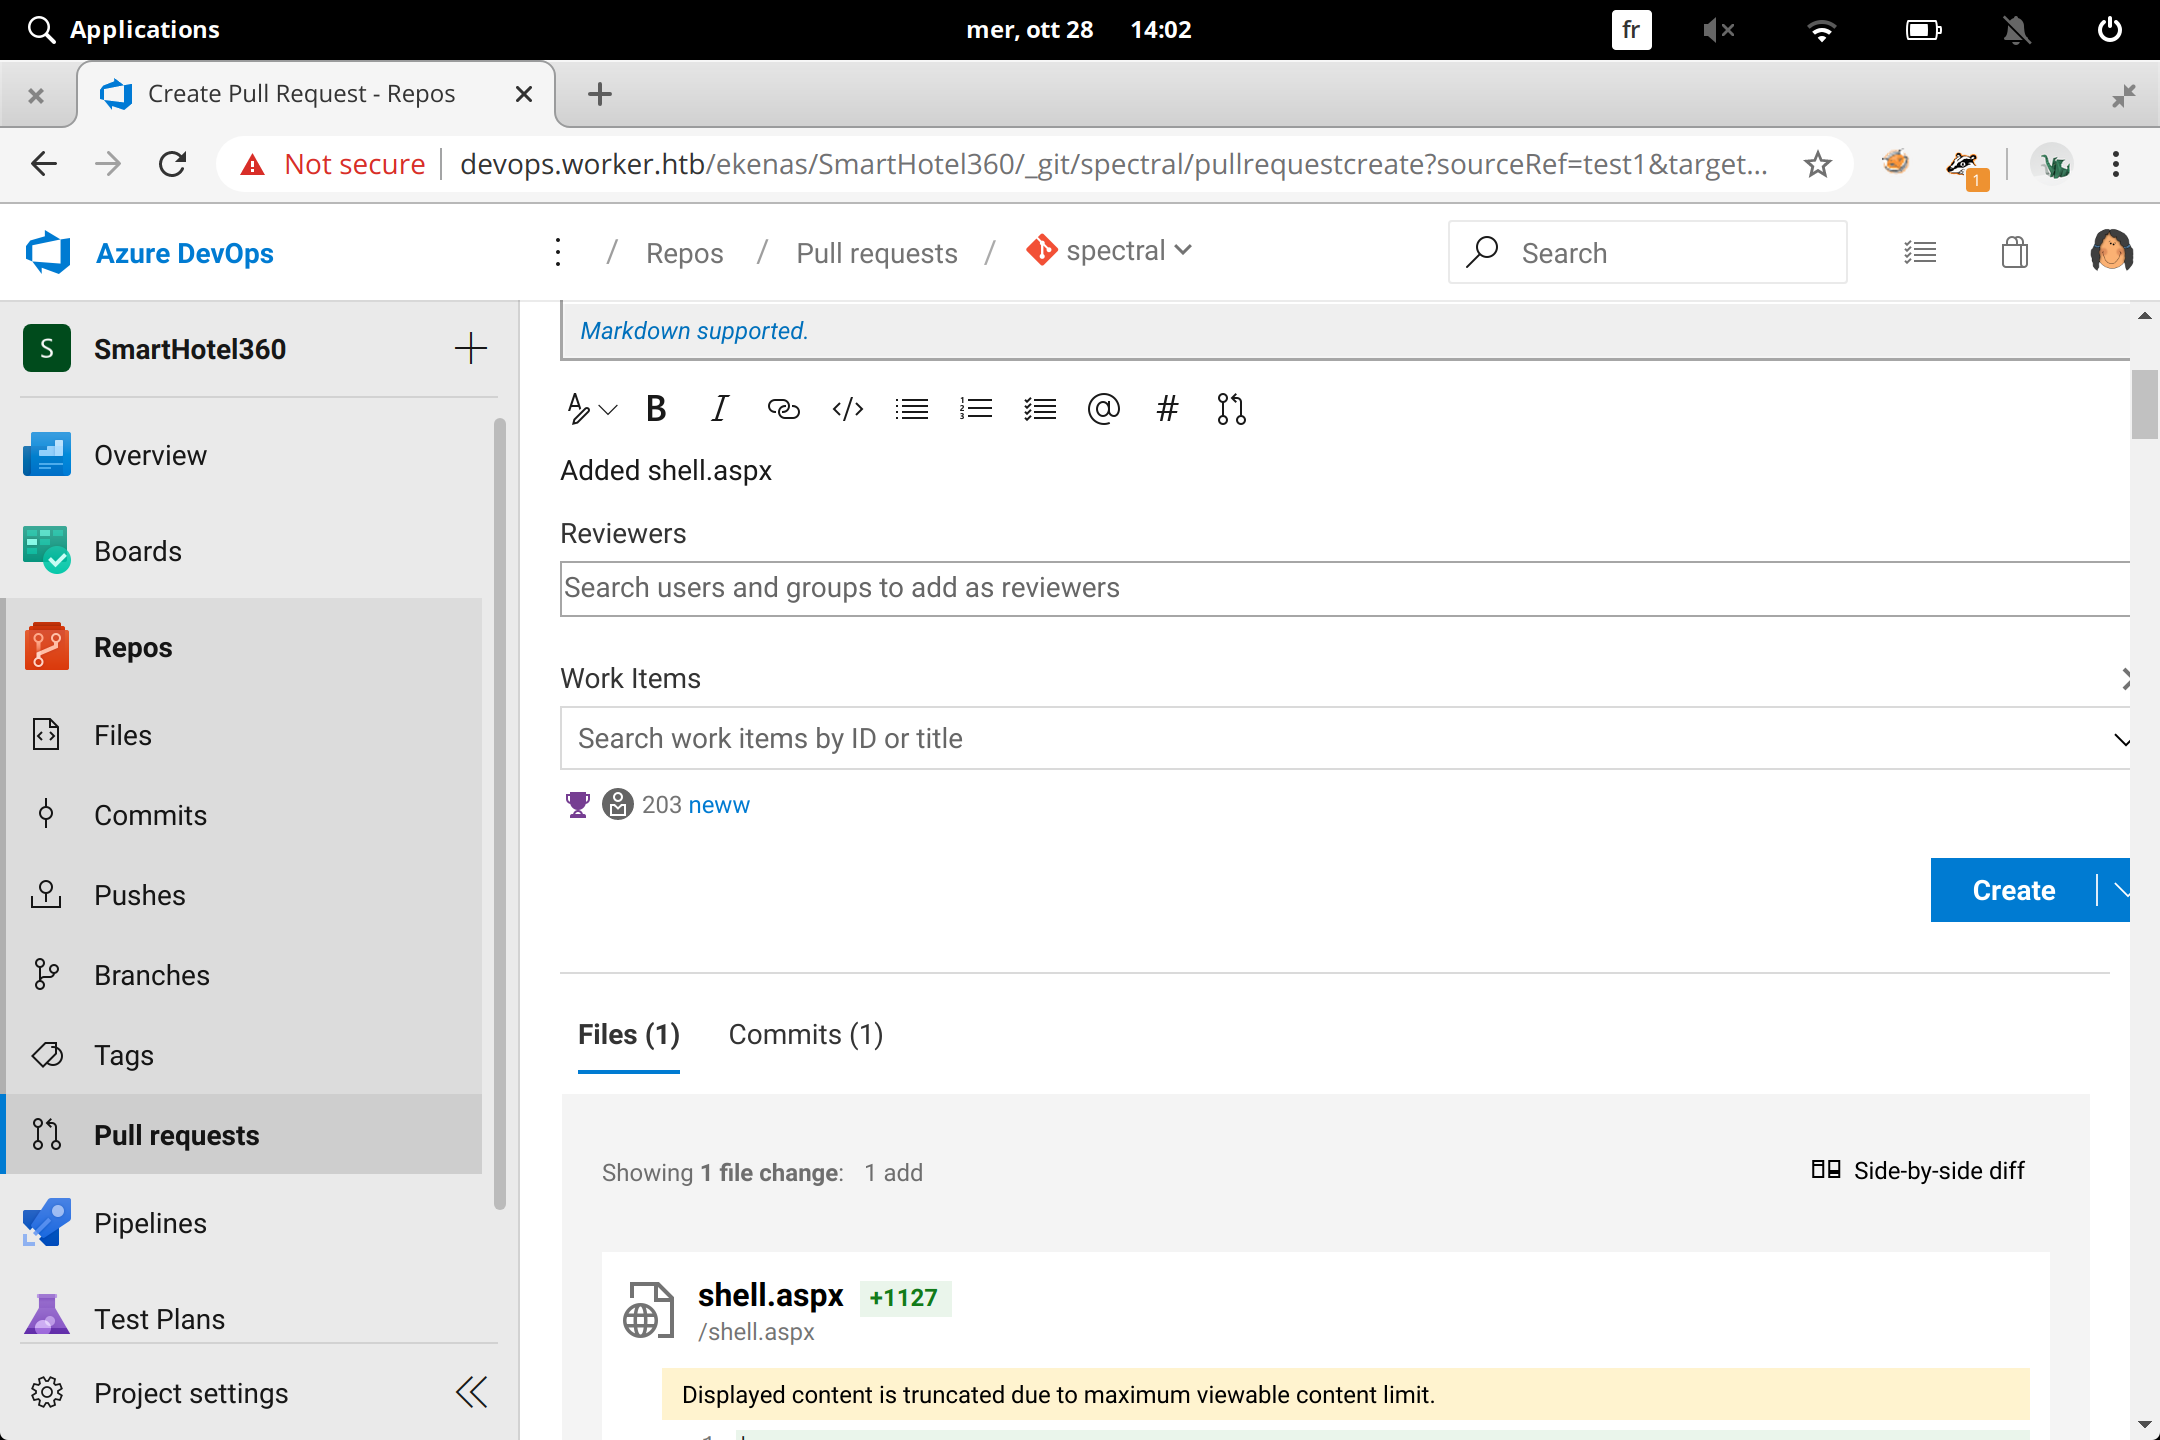 Applications
mer, ott 28 14:02
fr
Create Pull Request - Repos
Not secure devops.worker.htb/ekenas/SmartHotel360/_git/spectral/pullrequestcreate?sourceRef=test1&target...
1
Azure DevOps
/ Repos / Pull requests / spectral
Search
S SmartHotel360
Overview
Boards
Repos
Files
Commits
Pushes
Branches
Tags
Pull requests
Pipelines
Test Plans
Project settings
Markdown supported.
B I </> @ #
Added shell.aspx
Reviewers
Search users and groups to add as reviewers
Work Items
Search work items by ID or title
203 neww
Create
Files (1) Commits (1)
Showing 1 file change: 1 add
Side-by-side diff
shell.aspx +1127
/shell.aspx
Displayed content is truncated due to maximum viewable content limit.